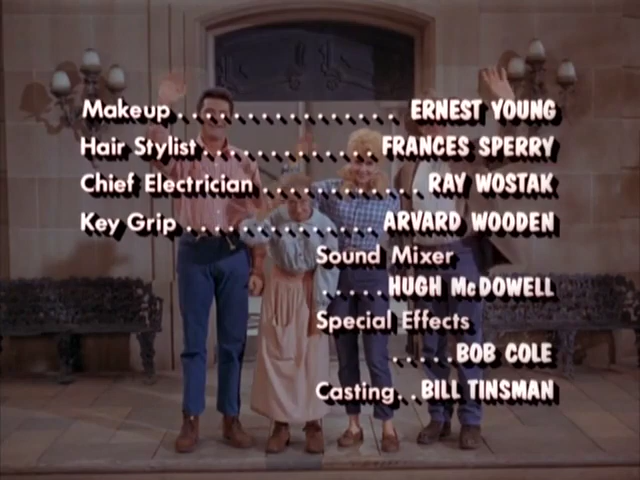 Makeup................ERNEST YOUNG
Hair Stylist............FRANCES SPERRY
Chief Electrician...........RAY WOSTAK
Key Grip..............ARVARD WOODEN
Sound Mixer
.....HUGH McDOWELL
Special Effects
.....BOB COLE
Casting..BILL TINSMAN